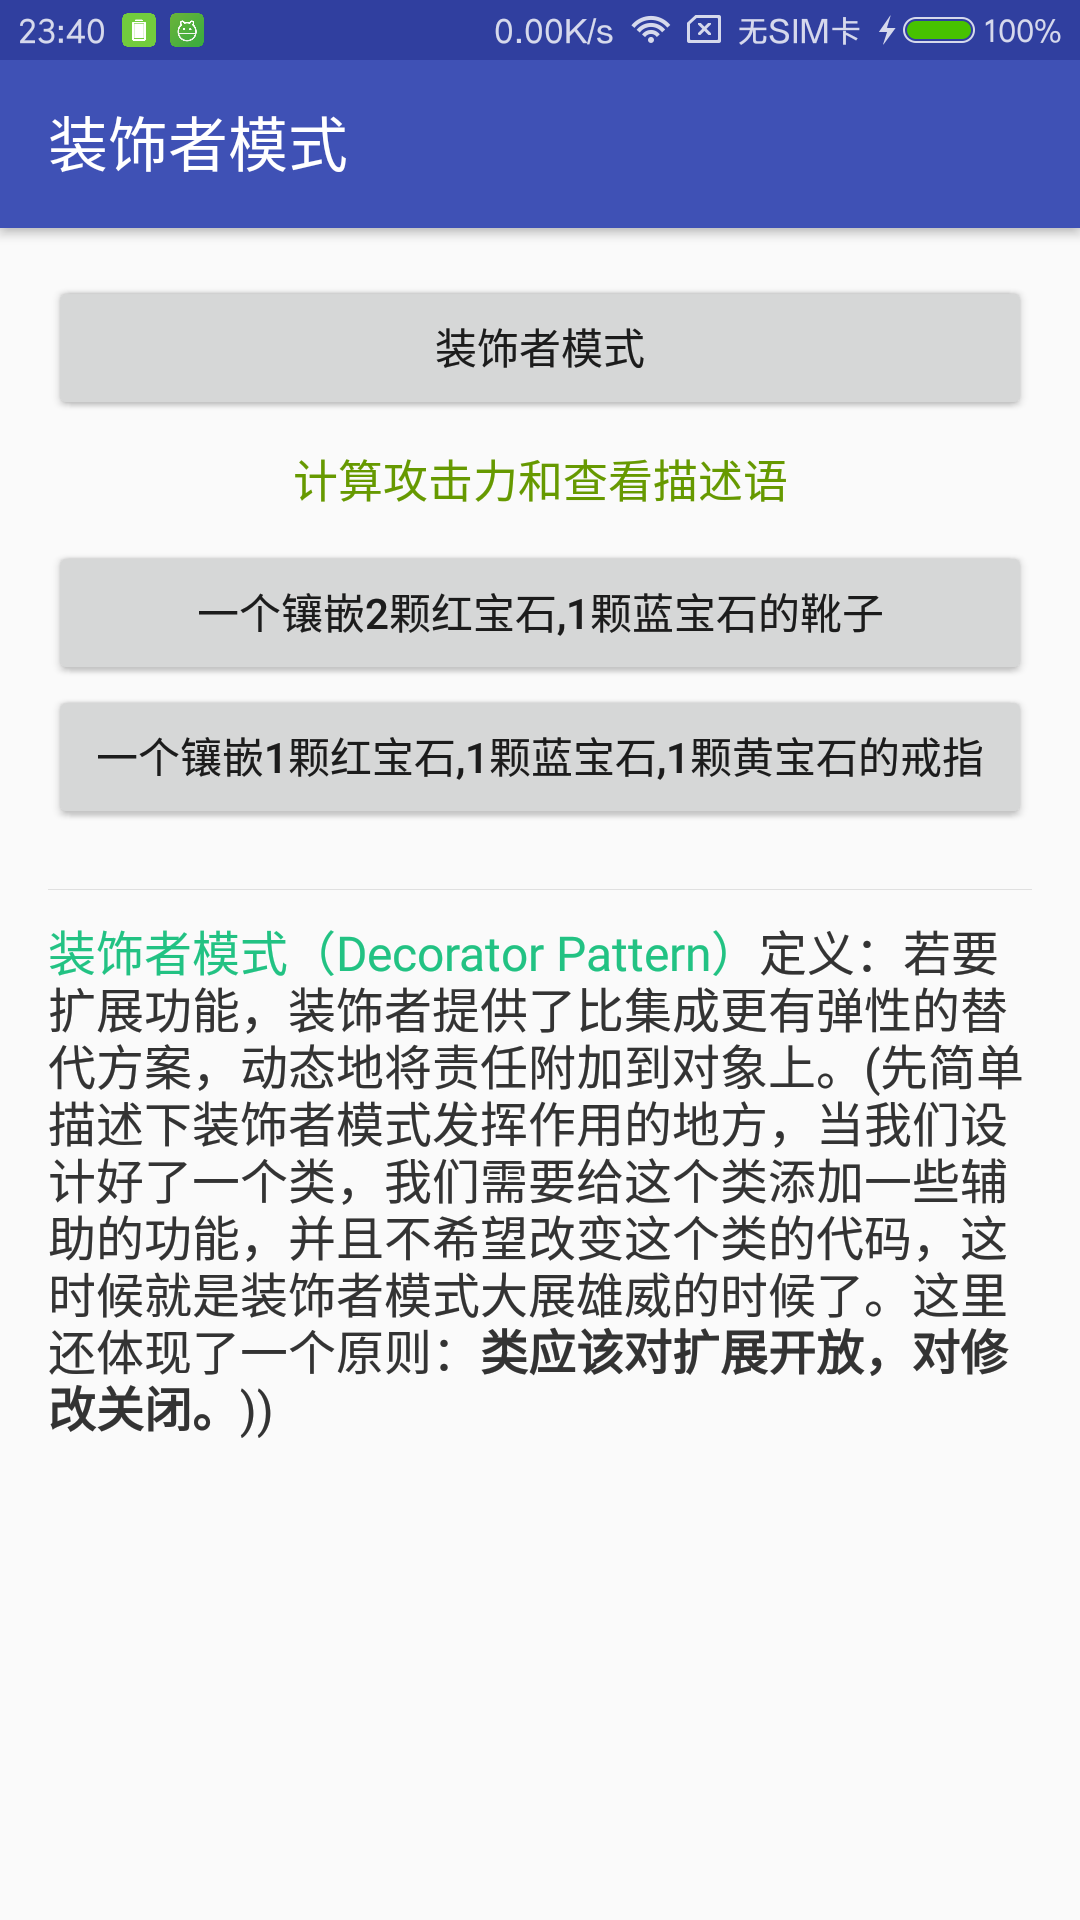 23:40 0.00K/s 无SIM卡 100%
装饰者模式
装饰者模式
计算攻击力和查看描述语
一个镶嵌2颗红宝石,1颗蓝宝石的靴子
一个镶嵌1颗红宝石,1颗蓝宝石,1颗黄宝石的戒指
装饰者模式（Decorator Pattern）定义：若要
扩展功能，装饰者提供了比集成更有弹性的替
代方案，动态地将责任附加到对象上。(先简单
描述下装饰者模式发挥作用的地方，当我们设
计好了一个类，我们需要给这个类添加一些辅
助的功能，并且不希望改变这个类的代码，这
时候就是装饰者模式大展雄威的时候了。这里
还体现了一个原则：类应该对扩展开放，对修
改关闭。))